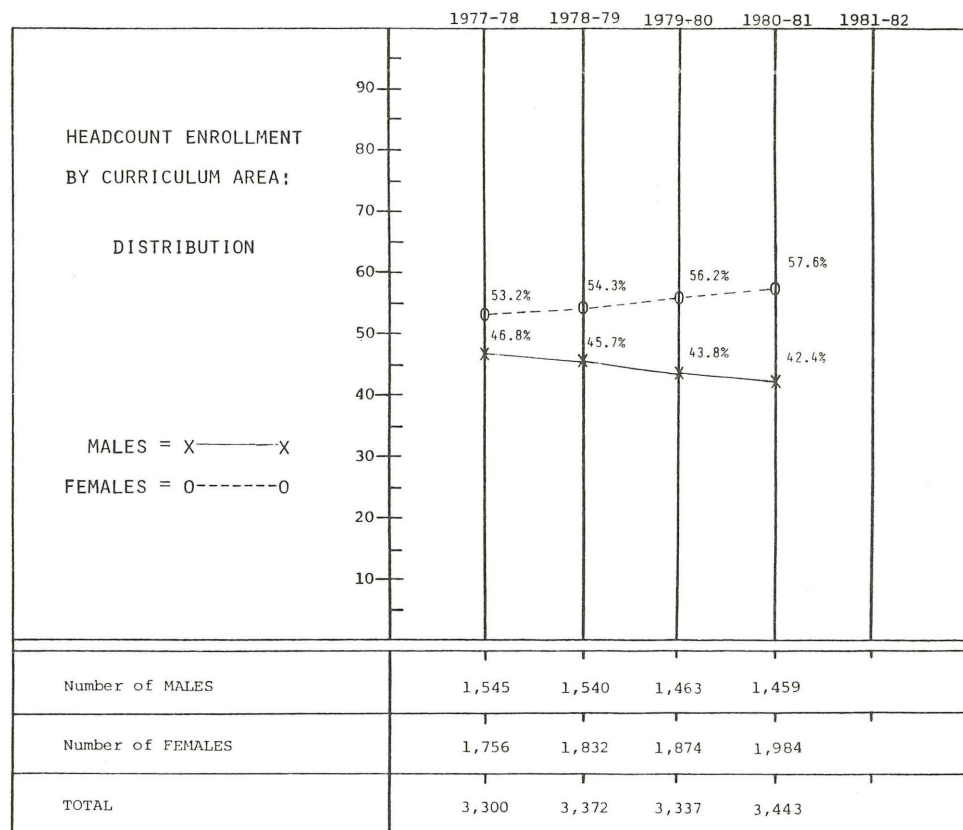 1977-78 1978-79 1979-80 1980-81 1981-82
HEADCOUNT ENROLLMENT
BY CURRICULUM AREA:
DISTRIBUTION
MALES = X X
FEMALES = O-------O
90
80
70
60
50
40
30
20
10
53.2% 54.3% 56.2% 57.6%
46.8% 45.7% 43.8% 42.4%
Number of MALES 1,545 1,540 1,463 1,459
Number of FEMALES 1,756 1,832 1,874 1,984
TOTAL 3,300 3,372 3,337 3,443